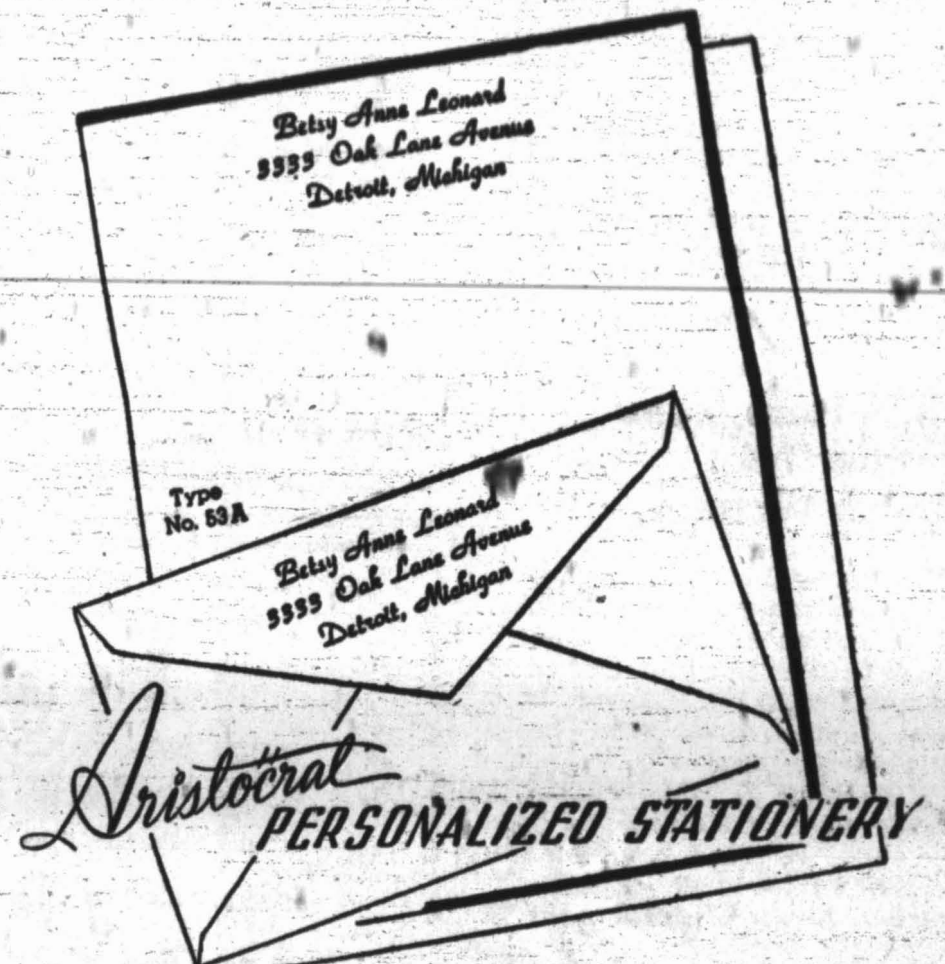 Betsy Anne Leonard
3333 Oak Lane Avenue
Detroit, Michigan
Type
No. 53A
Betsy Anne Leonard
3333 Oak Lane Avenue
Detroit, Michigan
Aristocrat
PERSONALIZED STATIONERY